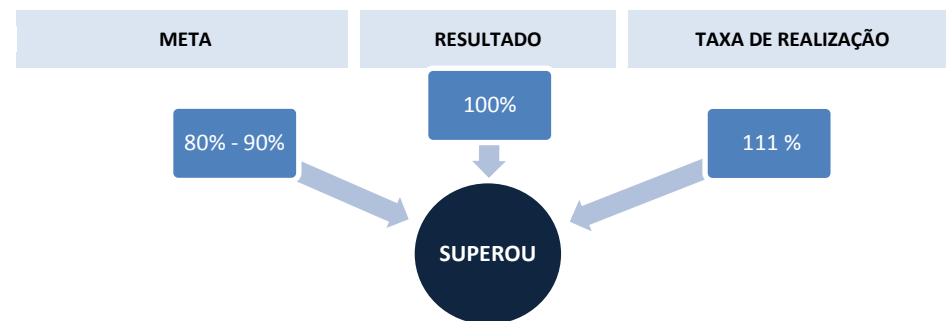 META
RESULTADO
TAXA DE REALIZAÇÃO
80% - 90%
100%
111 %
SUPEROU